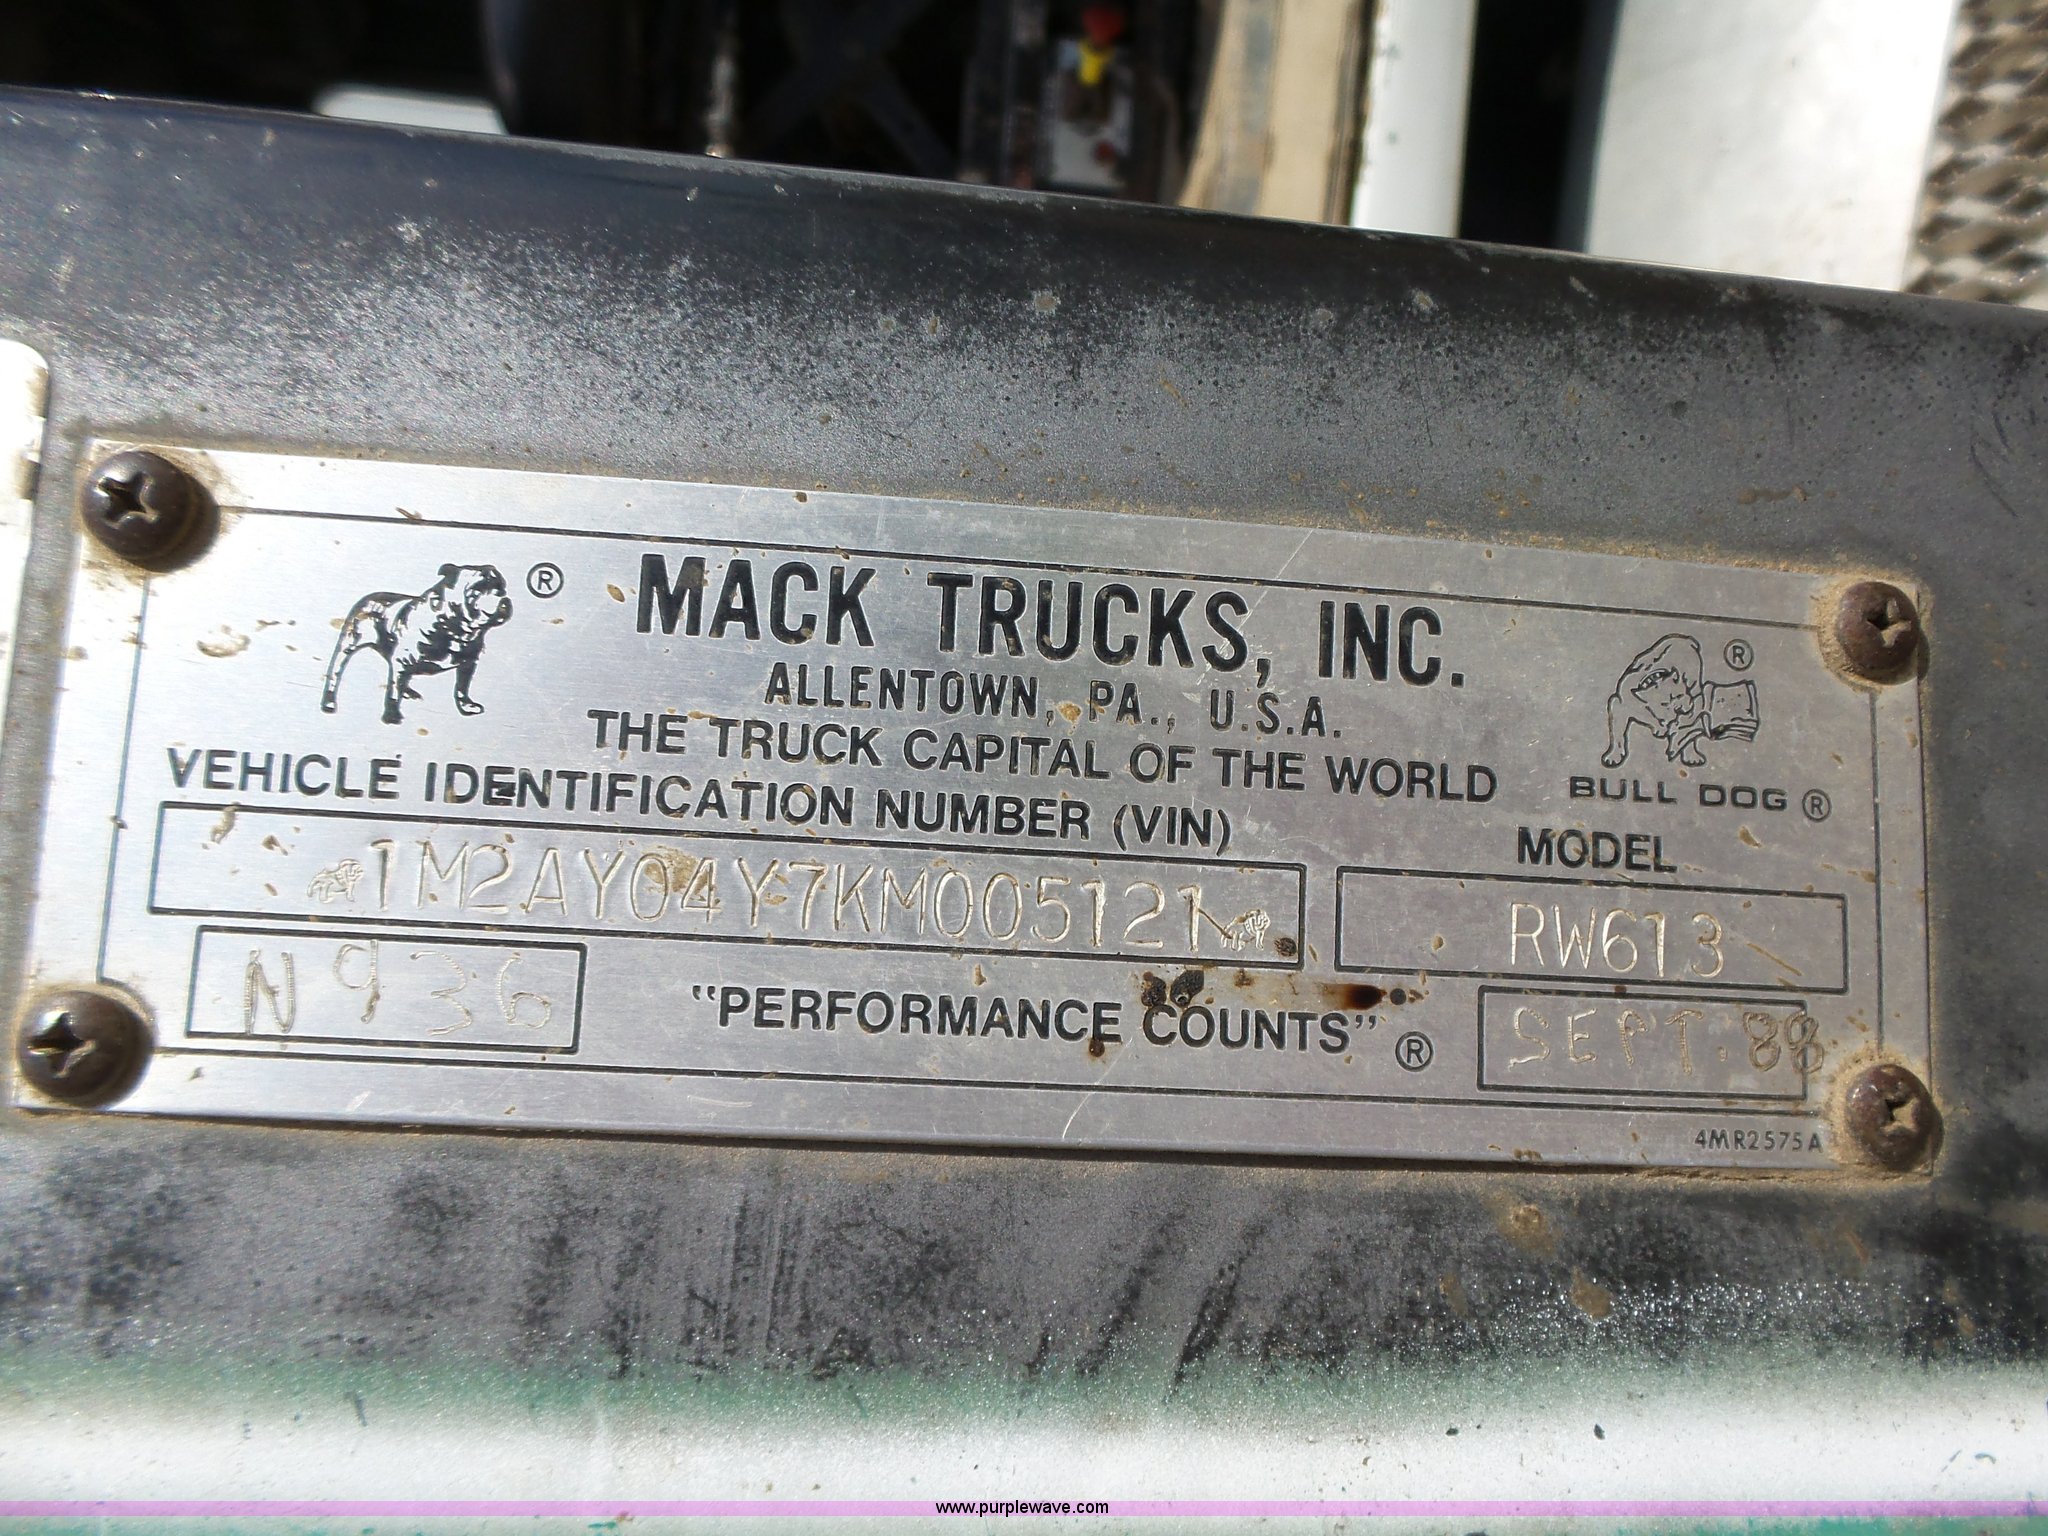 ® MACK TRUCKS, INC.
ALLENTOWN, PA., U.S.A.
THE TRUCK CAPITAL OF THE WORLD
®
BULL DOG ®
VEHICLE IDENTIFICATION NUMBER (VIN)
MODEL
1M2AY04Y7KM005121
RW613
N936
"PERFORMANCE COUNTS" ®
SEPT. 88
4MR2575A
www.purplewave.com